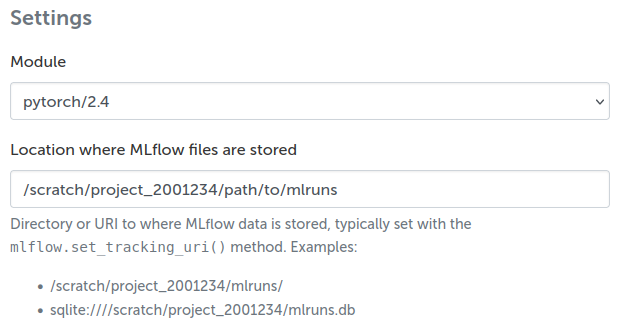 Settings
Module
pytorch/2.4
Location where MLflow files are stored
/scratch/project_2001234/path/to/mlruns
Directory or URI to where MLflow data is stored, typically set with the
mlflow.set_tracking_uri() method. Examples:
• /scratch/project_2001234/mlruns/
• sqlite:////scratch/project_2001234/mlruns.db